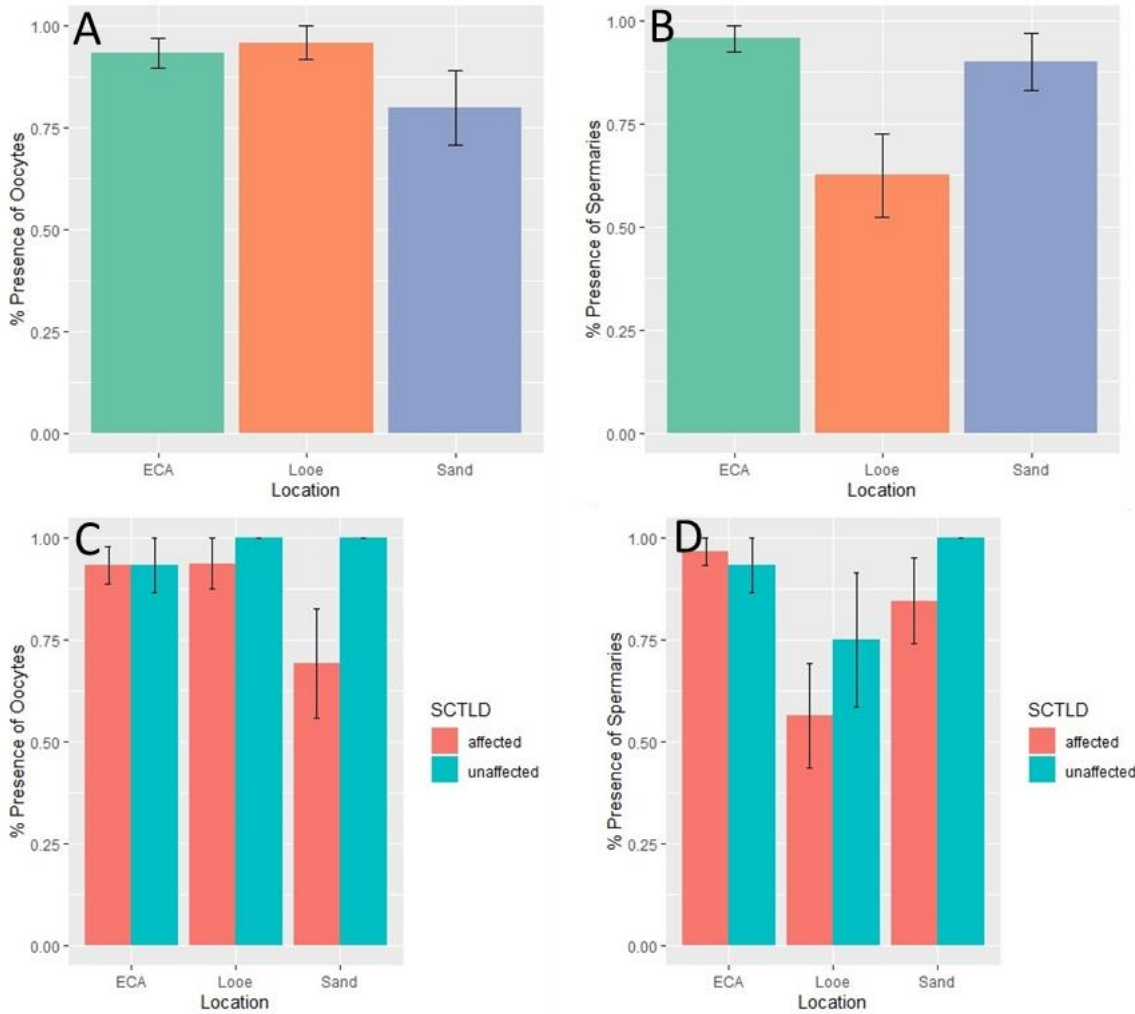 A
% Presence of Oocytes
1.00
0.75
0.50
0.25
0.00
ECA Looe Sand
Location
B
% Presence of Spermaries
1.00
0.75
0.50
0.25
0.00
ECA Looe Sand
Location
C
% Presence of Oocytes
1.00
0.75
0.50
0.25
0.00
ECA Looe Sand
Location
SCTLD
affected
unaffected
D
% Presence of Spermaries
1.00
0.75
0.50
0.25
0.00
ECA Looe Sand
Location
SCTLD
affected
unaffected